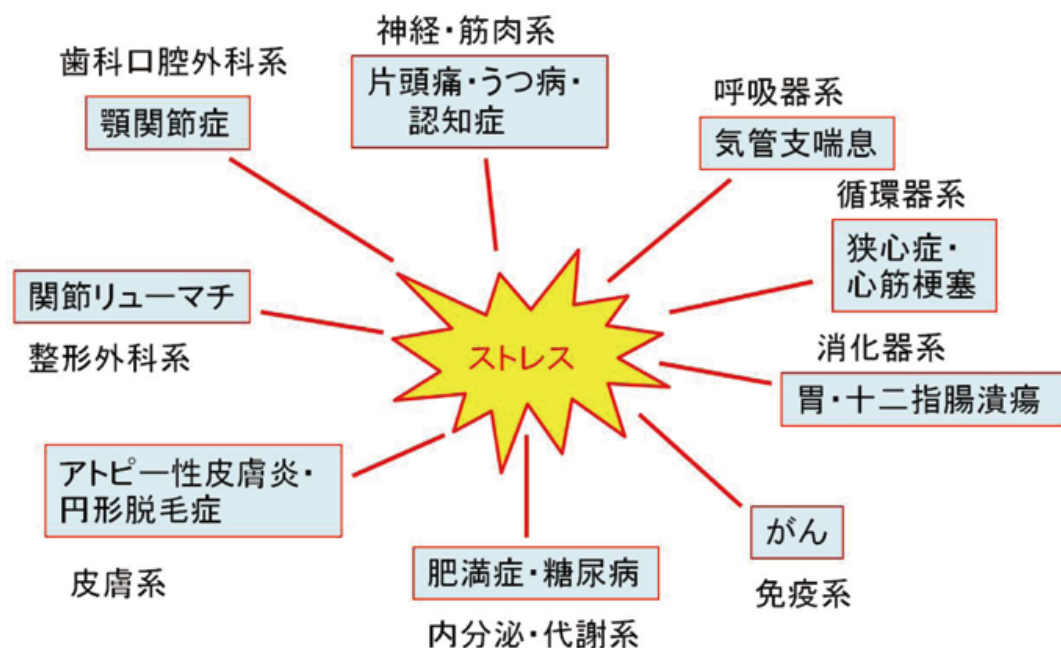 神経・筋肉系
片頭痛・うつ病・
認知症
歯科口腔外科系
顎関節症
呼吸器系
気管支喘息
循環器系
狭心症・
心筋梗塞
関節リューマチ
整形外科系
ストレス
消化器系
胃・十二指腸潰瘍
アトピー性皮膚炎・
円形脱毛症
皮膚系
肥満症・糖尿病
内分泌・代謝系
がん
免疫系